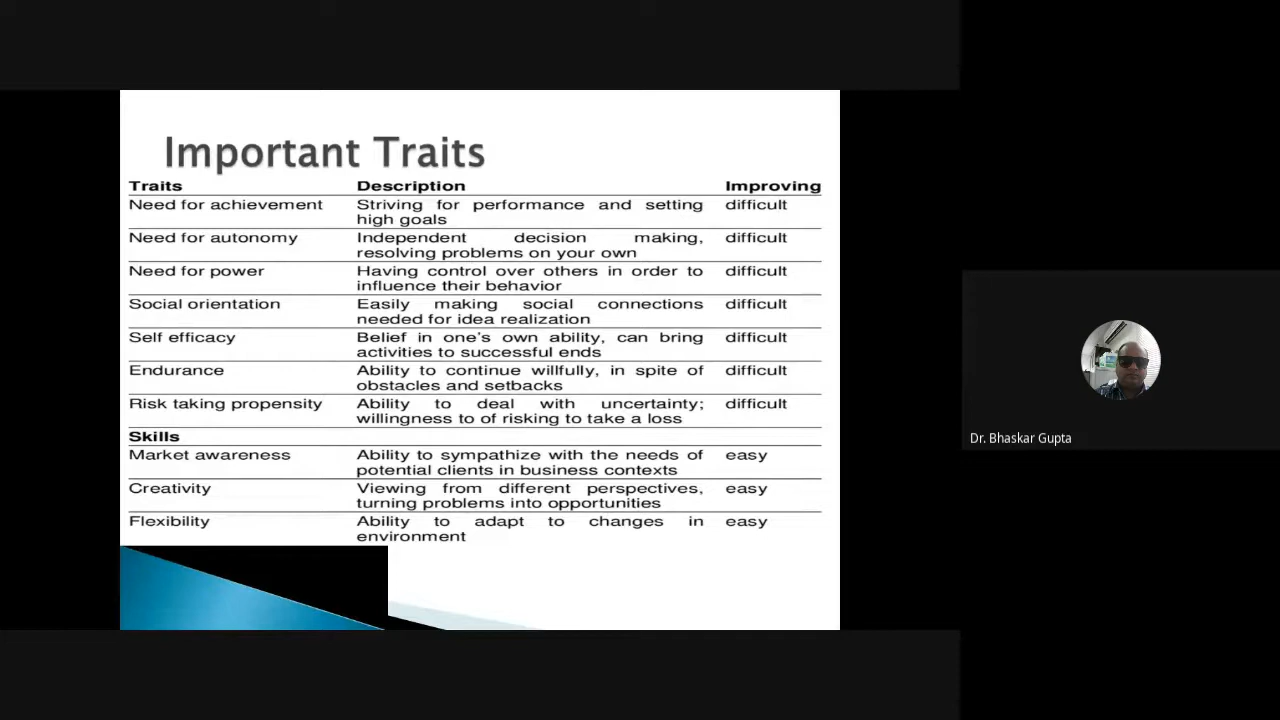 Important Traits
Traits Description Improving
Need for achievement Striving for performance and setting difficult
high goals
Need for autonomy Independent decision making, difficult
resolving problems on your own
Need for power Having control over others in order to difficult
influence their behavior
Social orientation Easily making social connections difficult
needed for idea realization
Self efficacy Belief in one's own ability, can bring difficult
activities to successful ends
Endurance Ability to continue willfully, in spite of difficult
obstacles and setbacks
Risk taking propensity Ability to deal with uncertainty; difficult
willingness to of risking to take a loss
Skills
Market awareness Ability to sympathize with the needs of easy
potential clients in business contexts
Creativity Viewing from different perspectives, easy
turning problems into opportunities
Flexibility Ability to adapt to changes in easy
environment
Dr. Bhaskar Gupta